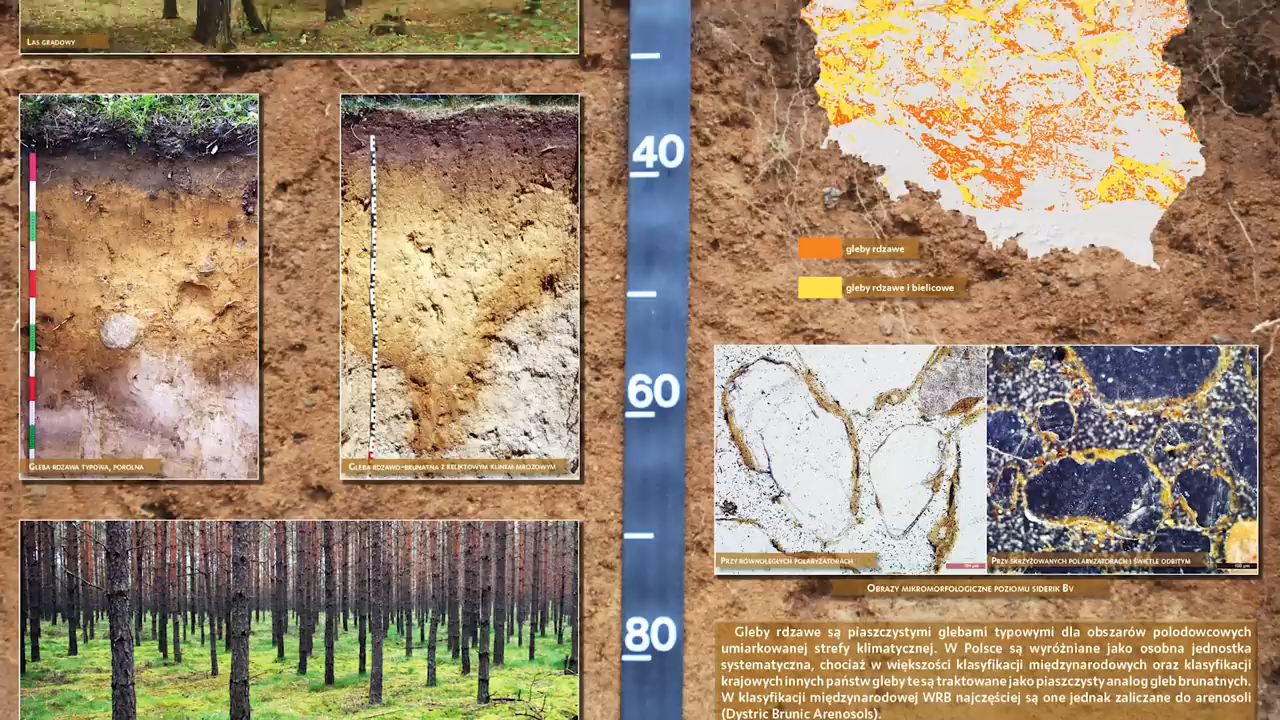 Las grądowy
Gleba rdzawa typowa, porolna
Gleba rdzawo-brunatna z reliktowym klinem mrozowym
40
60
80
gleby rdzawe
gleby rdzawe i bielicowe
Przy równoległych polaryzatorach
Przy skrzyżowanych polaryzatorach i świetle odbitym
100 µm
Obrazy mikromorfologiczne poziomu siderik Bv
Gleby rdzawe są piaszczystymi glebami typowymi dla obszarów polodowcowych
umiarkowanej strefy klimatycznej. W Polsce są wyróżniane jako osobna jednostka
systematyczna, chociaż w większości klasyfikacji międzynarodowych oraz klasyfikacji
krajowych innych państw gleby te są traktowane jako piaszczysty analog gleb brunatnych.
W klasyfikacji międzynarodowej WRB najczęściej są one jednak zaliczane do arenosoli
(Dystric Brunic Arenosols).